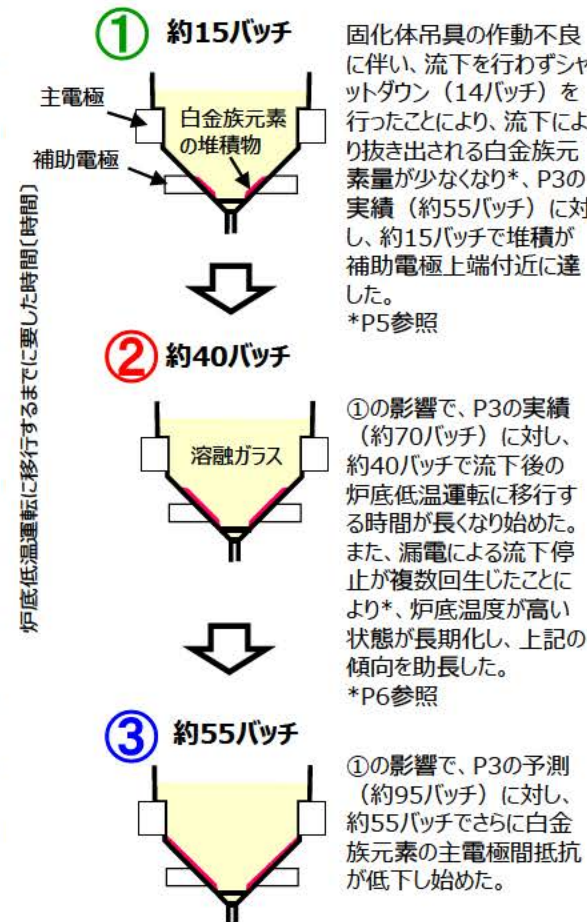 ① 約15バッチ
主電極
補助電極
白金族元素
の堆積物
固化体吊具の作動不良
に伴い、流下を行わずシャ
ットダウン（14バッチ）を
行ったことにより、流下によ
り抜き出される白金族元
素量が少なくなり*、P3の
実績（約55バッチ）に対
し、約15バッチで堆積が
補助電極上端付近に達
した。
*P5参照
炉底低温運転に移行するまでに要した時間[時間]
② 約40バッチ
溶融ガラス
①の影響で、P3の実績
（約70バッチ）に対し、
約40バッチで流下後の
炉底低温運転に移行す
る時間が長くなり始めた。
また、漏電による流下停
止が複数回生じたことに
より*、炉底温度が高い
状態が長期化し、上記の
傾向を助長した。
*P6参照
③ 約55バッチ
①の影響で、P3の予測
（約95バッチ）に対し、
約55バッチでさらに白金
族元素の主電極間抵抗
が低下し始めた。